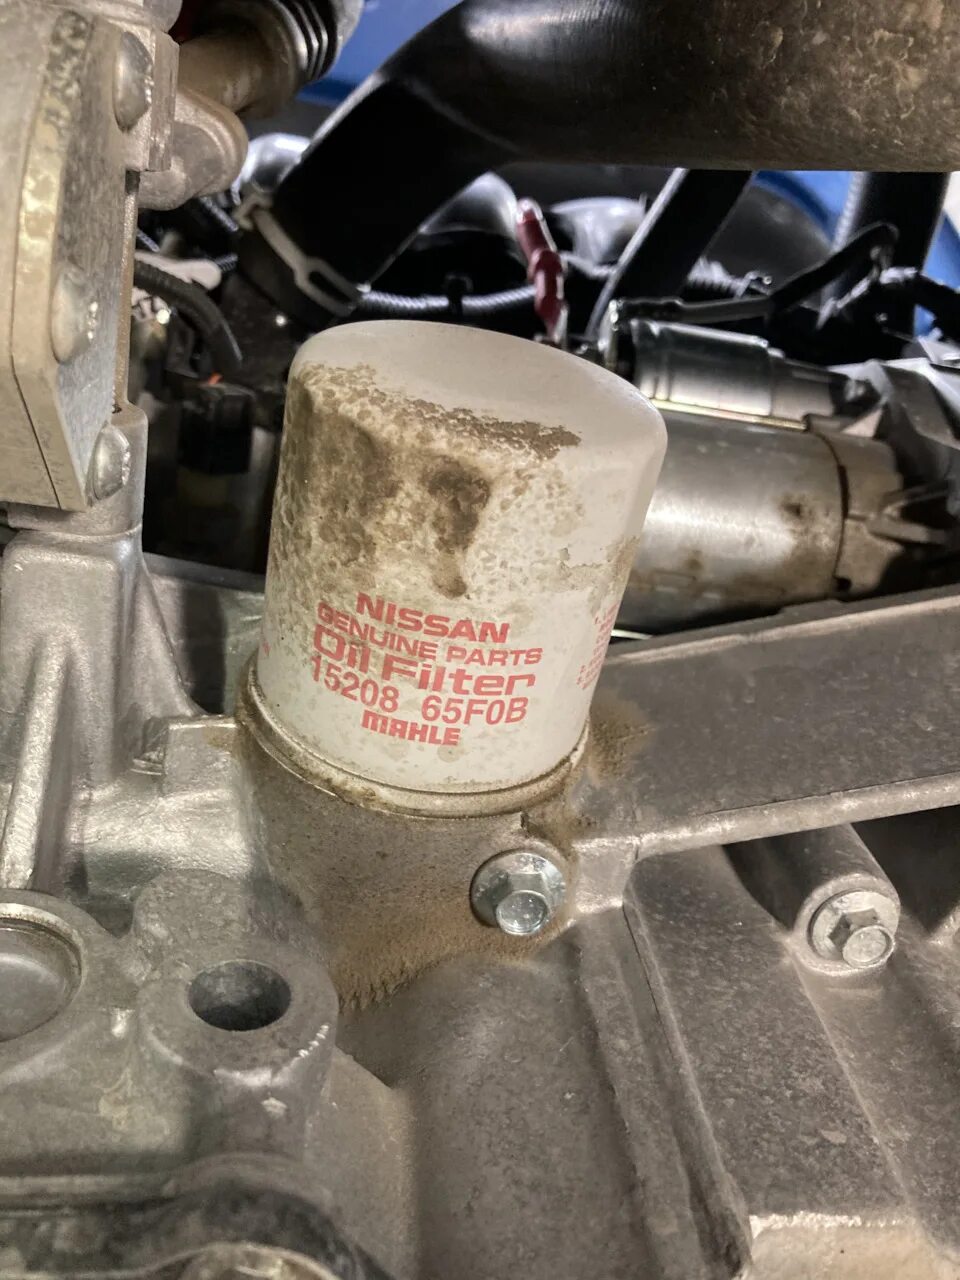 NISSAN
GENUINE PARTS
Oil Filter
15208 65F0B
MAHLE